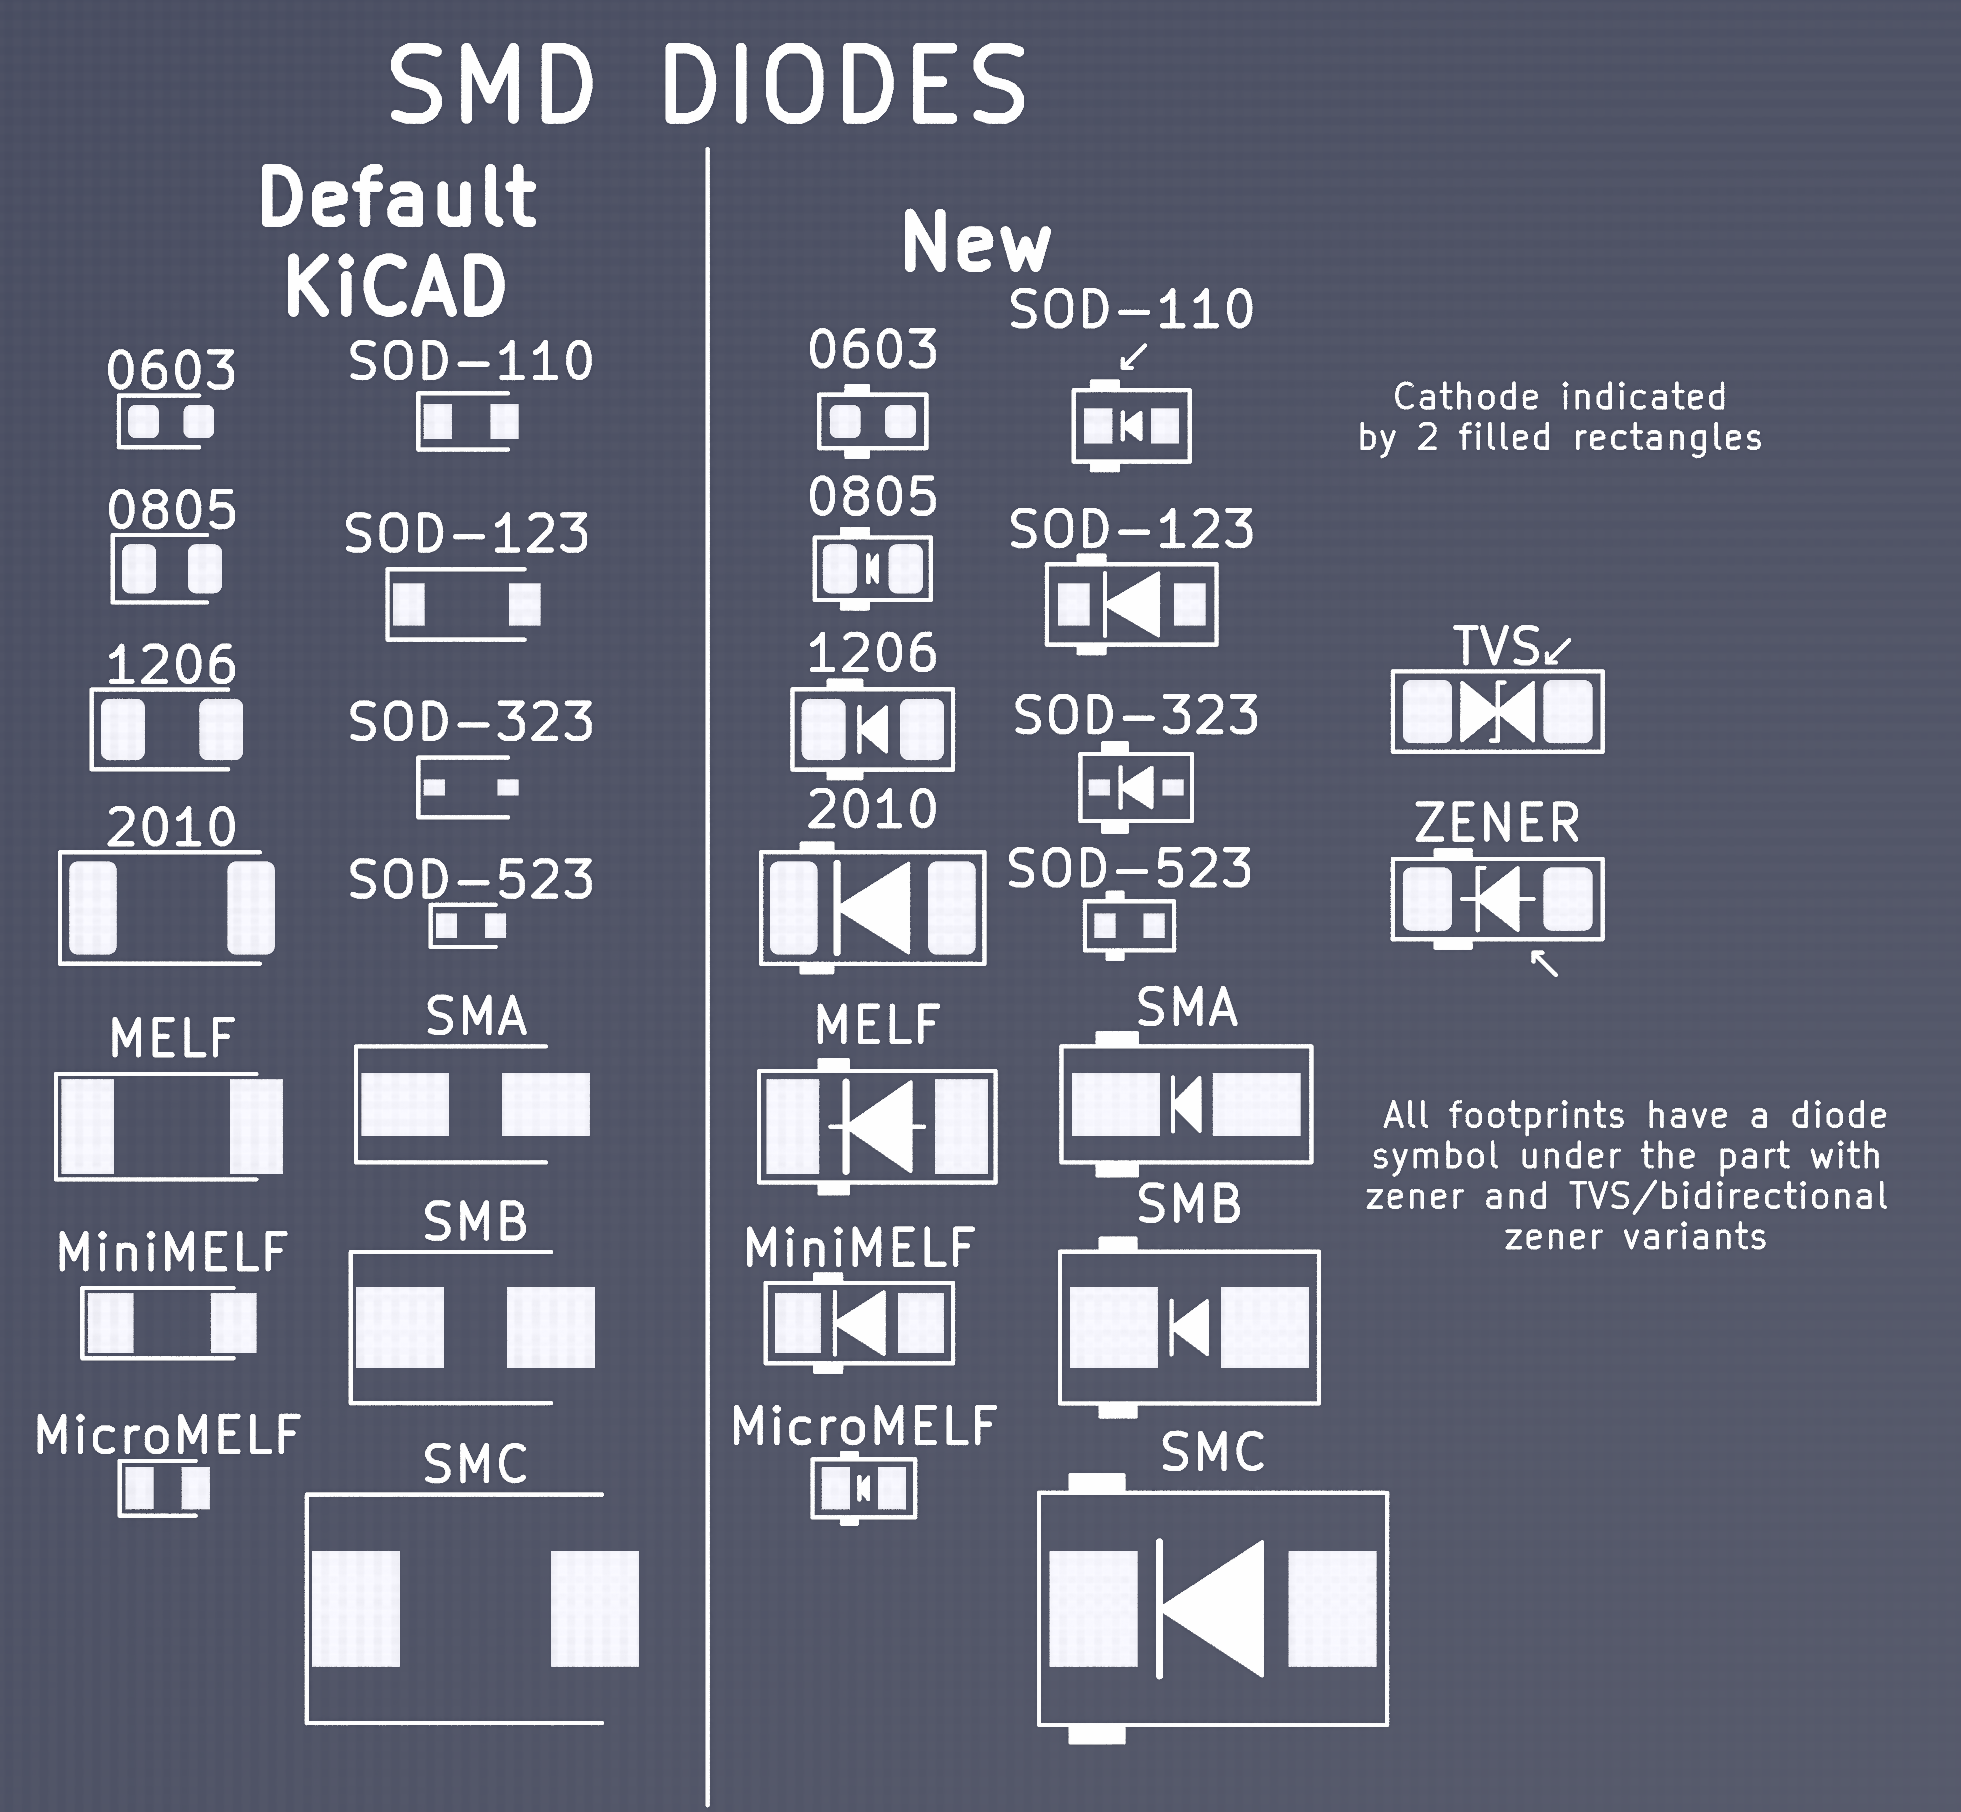 SMD DIODES
Default
KiCAD
0603
SOD-110
0805
SOD-123
1206
SOD-323
2010
SOD-523
MELF
SMA
MiniMELF
SMB
MicroMELF
SMC
New
SOD-110
0603
0805
SOD-123
1206
SOD-323
2010
SOD-523
MELF
SMA
MiniMELF
SMB
MicroMELF
SMC
Cathode indicated
by 2 filled rectangles
TVS
ZENER
All footprints have a diode
symbol under the part with
zener and TVS/bidirectional
zener variants